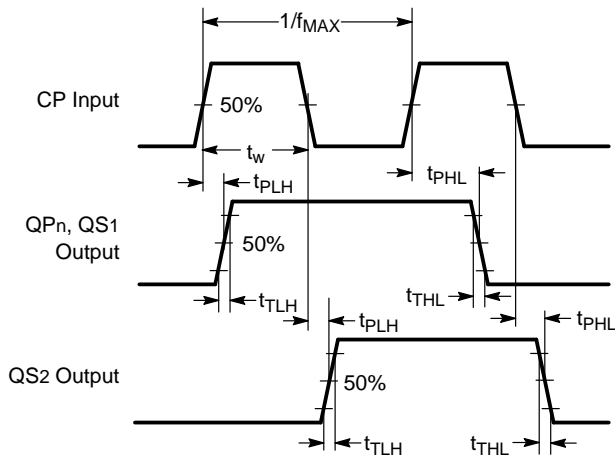 1/fMAX
CP Input
50%
tw
tPLH
tPHL
QPn, QS1
Output
50%
tTLH
tTHL
tPLH
tPHL
QS2 Output
50%
tTLH
tTHL